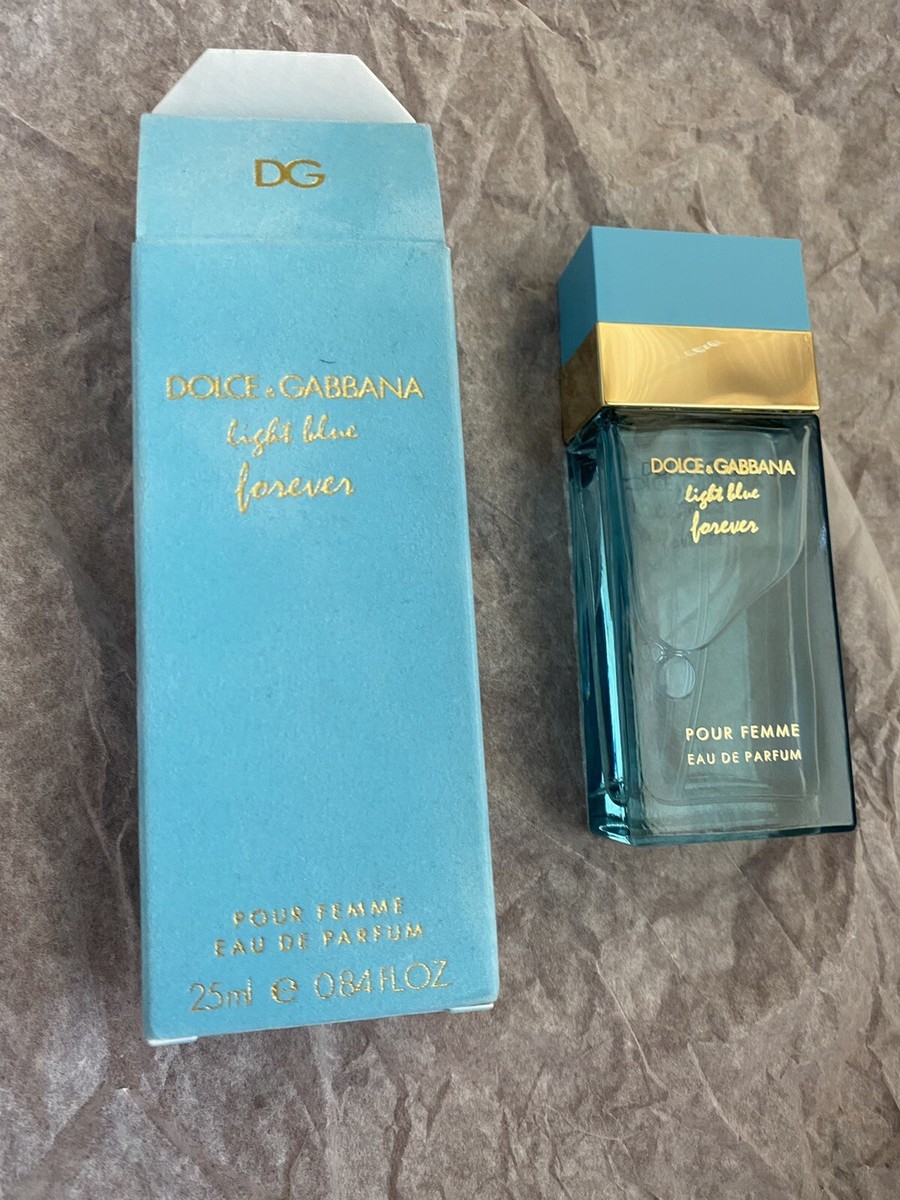 DG
DOLCE & GABBANA
light blue
forever
POUR FEMME
EAU DE PARFUM
25ml ℮ 0.84 FL.OZ.
DOLCE & GABBANA
light blue
forever
POUR FEMME
EAU DE PARFUM